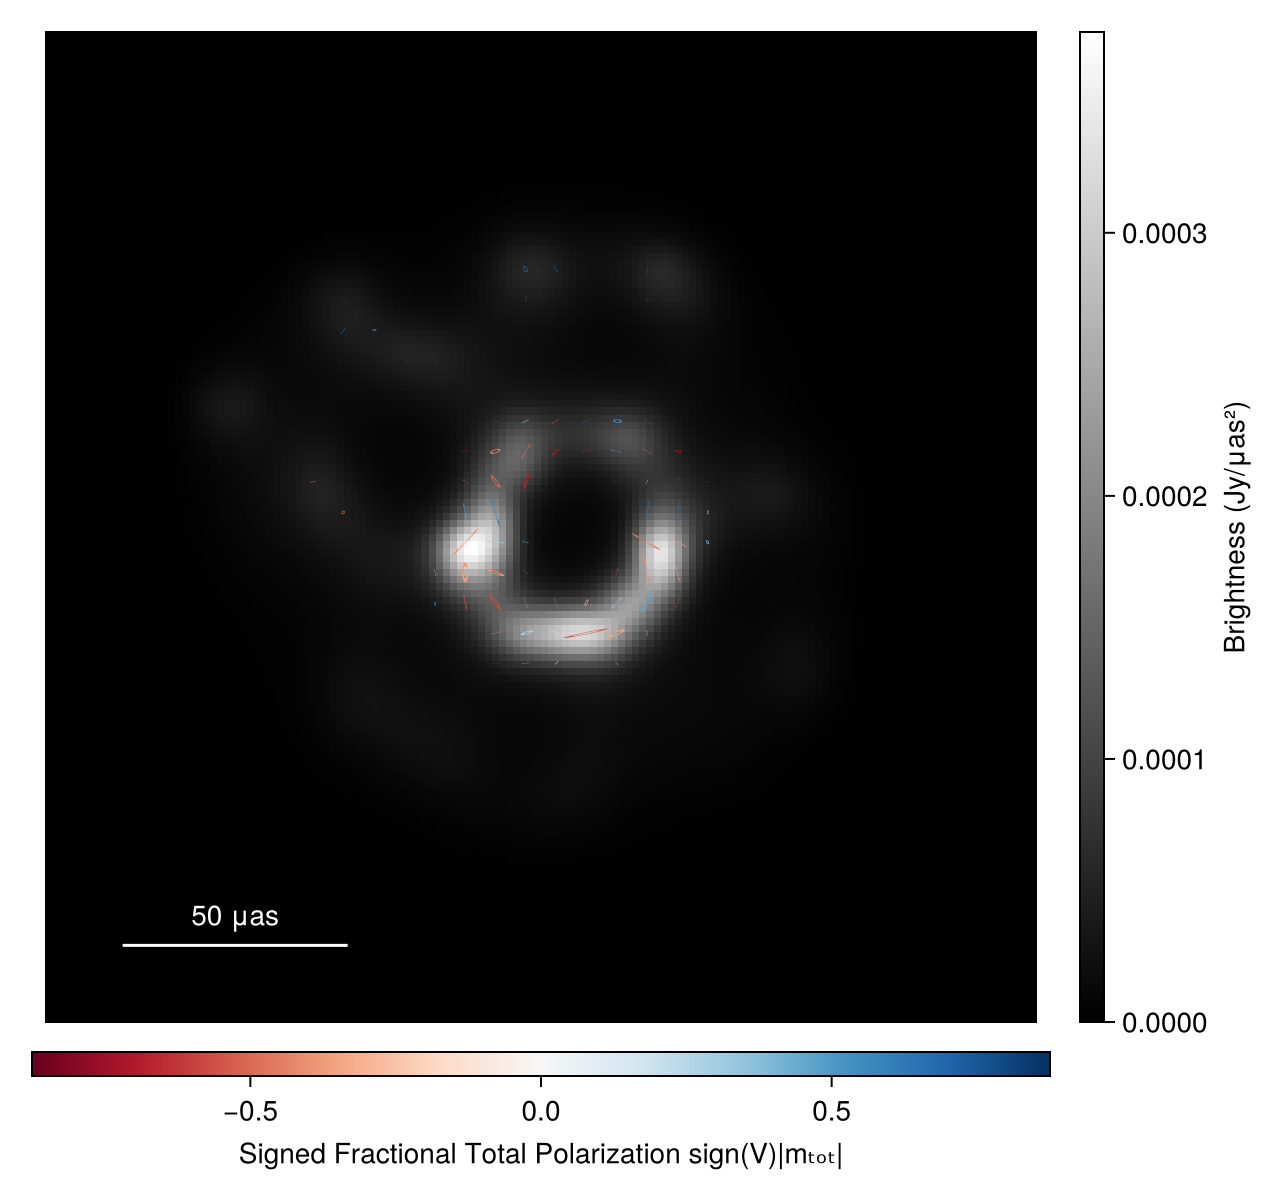 0.0003
0.0002
0.0001
0.0000
Brightness (Jy/μas²)
50 μas
−0.5
0.0
0.5
Signed Fractional Total Polarization sign(V)|mₜₒₜ|